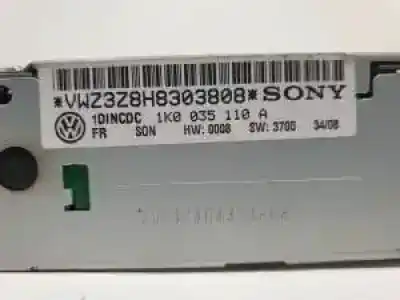 *VWZ3Z8H8303808* SONY
1DINCDC 1K0 035 110 A
FR SON HW: 0008 SW: 3700 34/08